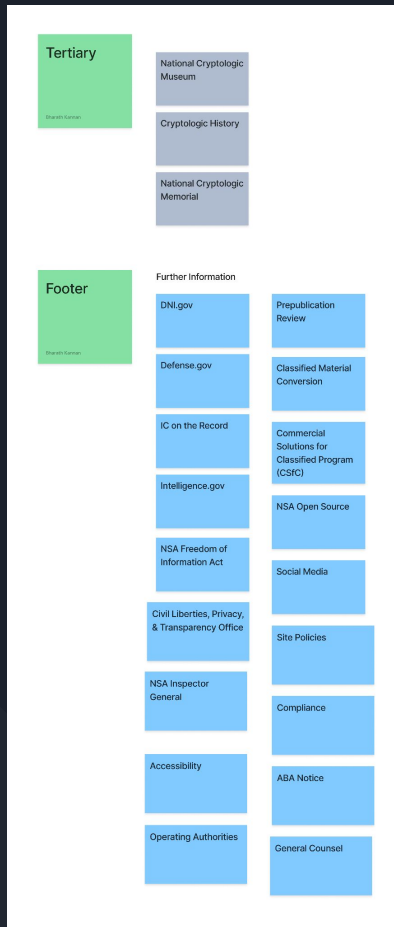 Tertiary
Bharath Kannan
National Cryptologic
Museum
Cryptologic History
National Cryptologic
Memorial
Footer
Bharath Kannan
Further Information
DNI.gov
Defense.gov
IC on the Record
Intelligence.gov
NSA Freedom of
Information Act
Civil Liberties, Privacy,
& Transparency Office
NSA Inspector
General
Accessibility
Operating Authorities
Prepublication
Review
Classified Material
Conversion
Commercial
Solutions for
Classified Program
(CSfC)
NSA Open Source
Social Media
Site Policies
Compliance
ABA Notice
General Counsel